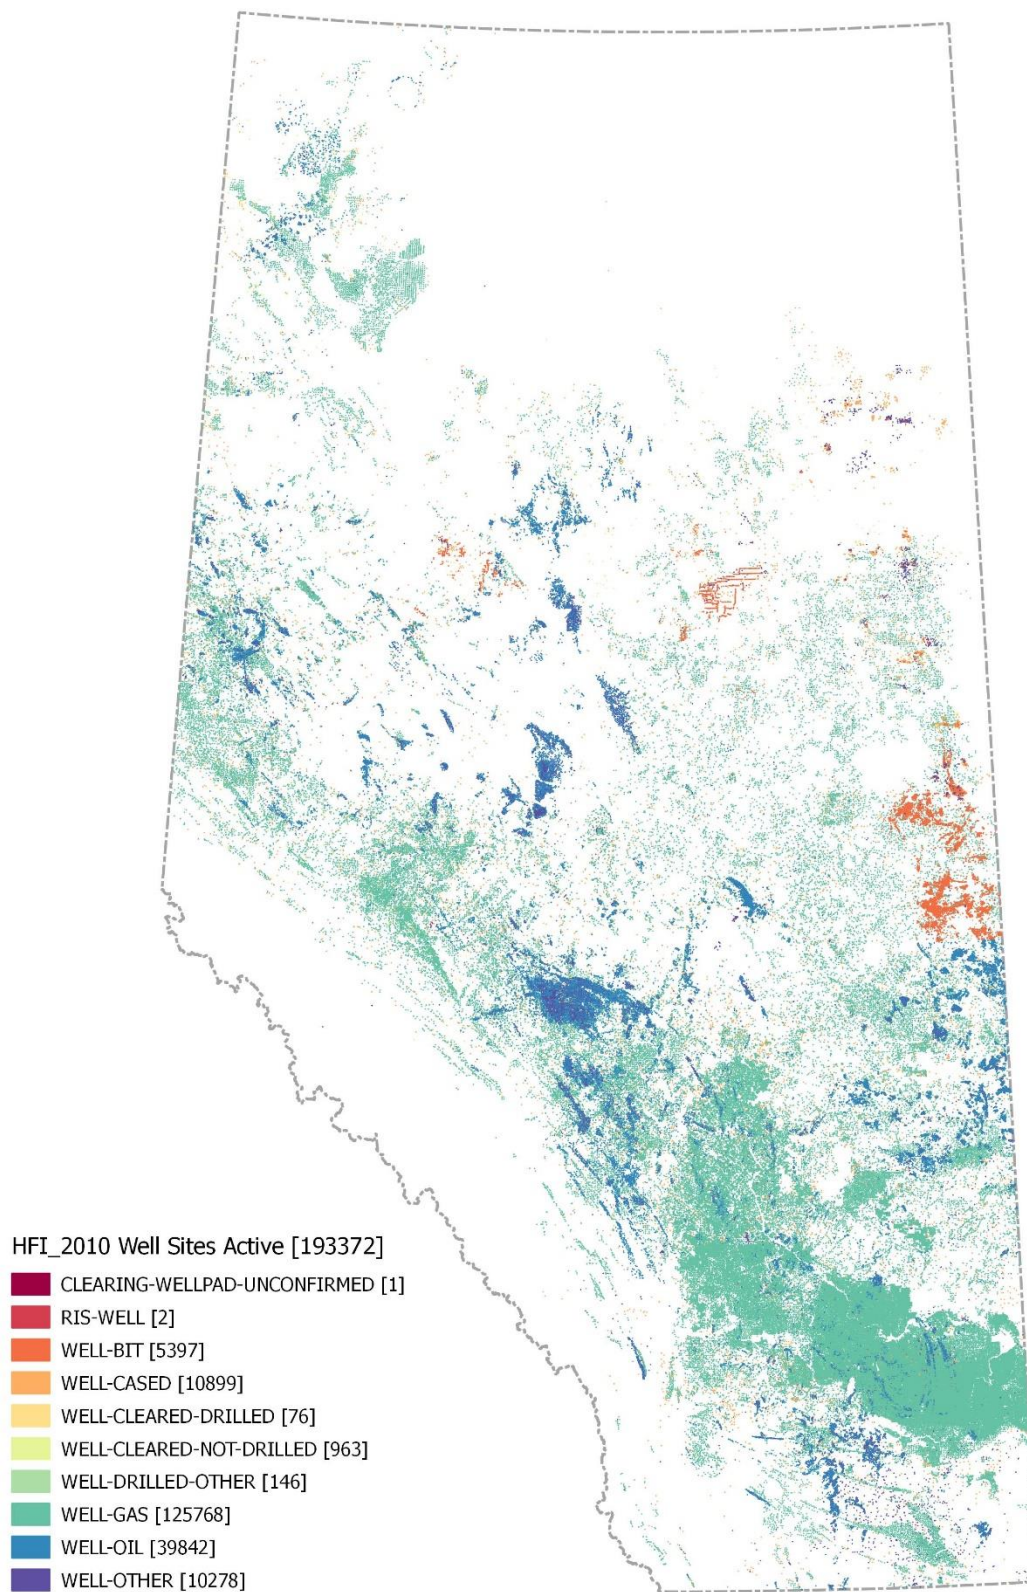 HFI_2010 Well Sites Active [193372]
CLEARING-WELLPAD-UNCONFIRMED [1]
RIS-WELL [2]
WELL-BIT [5397]
WELL-CASED [10899]
WELL-CLEARED-DRILLED [76]
WELL-CLEARED-NOT-DRILLED [963]
WELL-DRILLED-OTHER [146]
WELL-GAS [125768]
WELL-OIL [39842]
WELL-OTHER [10278]